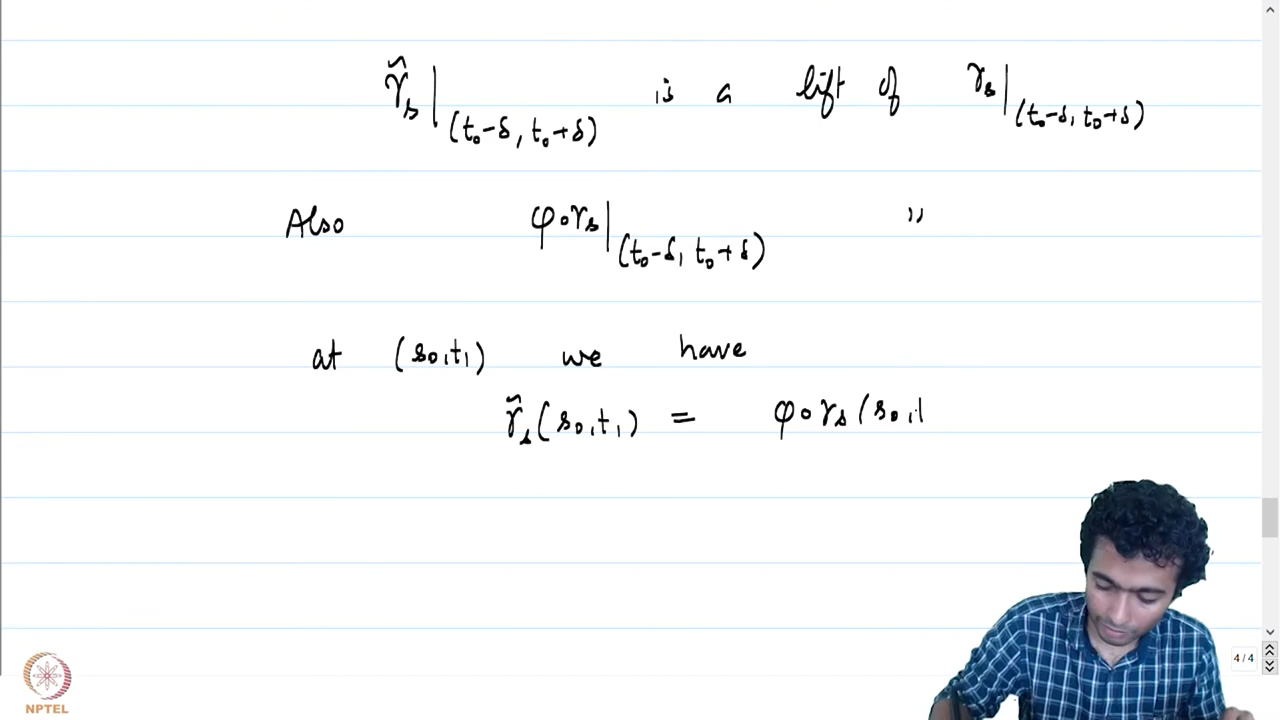 γ̃ₛ|(t₀-δ, t₀+δ) is a lift of γₛ|(t₀-δ, t₀+δ)
Also φ∘γₛ|(t₀-δ, t₀+δ) "
at (s₀,t₁) we have
γ̃ₛ(s₀,t₁) = φ∘γₛ(s₀,
4 / 4
NPTEL